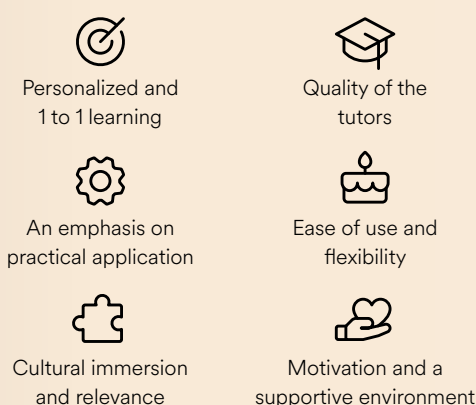 Personalized and
1 to 1 learning
Quality of the
tutors
An emphasis on
practical application
Ease of use and
flexibility
Cultural immersion
and relevance
Motivation and a
supportive environment